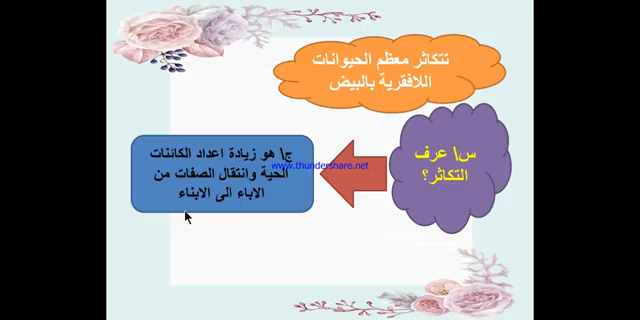 تتكاثر معظم الحيوانات
اللافقرية بالبيض
س\ عرف
التكاثر؟
ج\ هو زيادة اعداد الكائنات
الحية وانتقال الصفات من
الاباء الى الابناء
www.thundershare.net